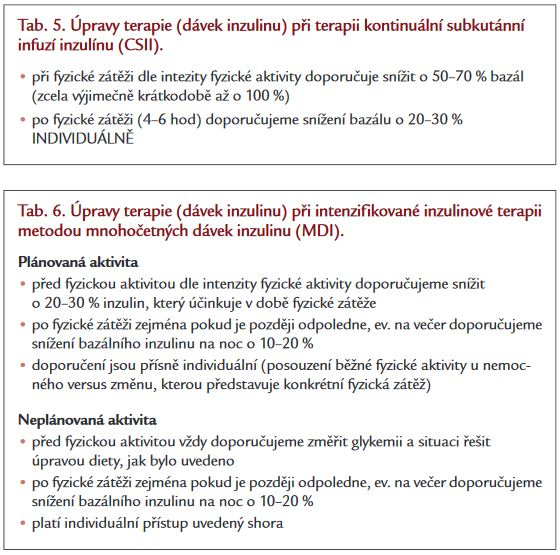 Tab. 5. Úpravy terapie (dávek inzulinu) při terapii kontinuální subkutánní
infuzí inzulínu (CSII).
• při fyzické zátěži dle intezity fyzické aktivity doporučuje snížit o 50–70 % bazál
(zcela výjimečně krátkodobě až o 100 %)
• po fyzické zátěži (4–6 hod) doporučujeme snížení bazálu o 20–30 %
INDIVIDUÁLNĚ
Tab. 6. Úpravy terapie (dávek inzulinu) při intenzifikované inzulinové terapii
metodou mnohočetných dávek inzulinu (MDI).
Plánovaná aktivita
• před fyzickou aktivitou dle intenzity fyzické aktivity doporučujeme snížit
o 20–30 % inzulin, který účinkuje v době fyzické zátěže
• po fyzické zátěži zejména pokud je později odpoledne, ev. na večer doporučujeme
snížení bazálního inzulinu na noc o 10–20 %
• doporučení jsou přísně individuální (posouzení běžné fyzické aktivity u nemoc-
ného versus změnu, kterou představuje konkrétní fyzická zátěž)
Neplánovaná aktivita
• před fyzickou aktivitou vždy doporučujeme změřit glykemii a situaci řešit
úpravou diety, jak bylo uvedeno
• po fyzické zátěži zejména pokud je později odpoledne, ev. na večer doporučujeme
snížení bazálního inzulinu na noc o 10–20 %
• platí individuální přístup uvedený shora